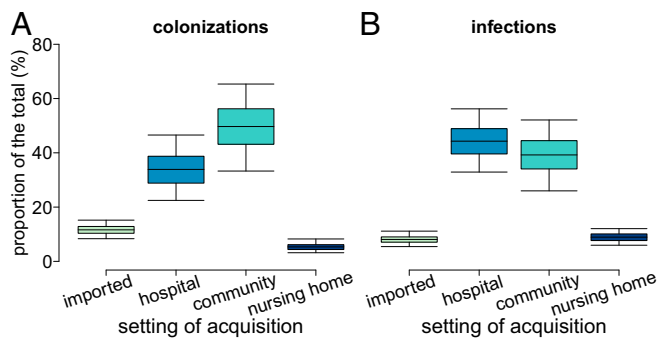 A
colonizations
B
infections
proportion of the total (%)
80
60
40
20
0
imported
hospital
community
nursing home
imported
hospital
community
nursing home
setting of acquisition
setting of acquisition